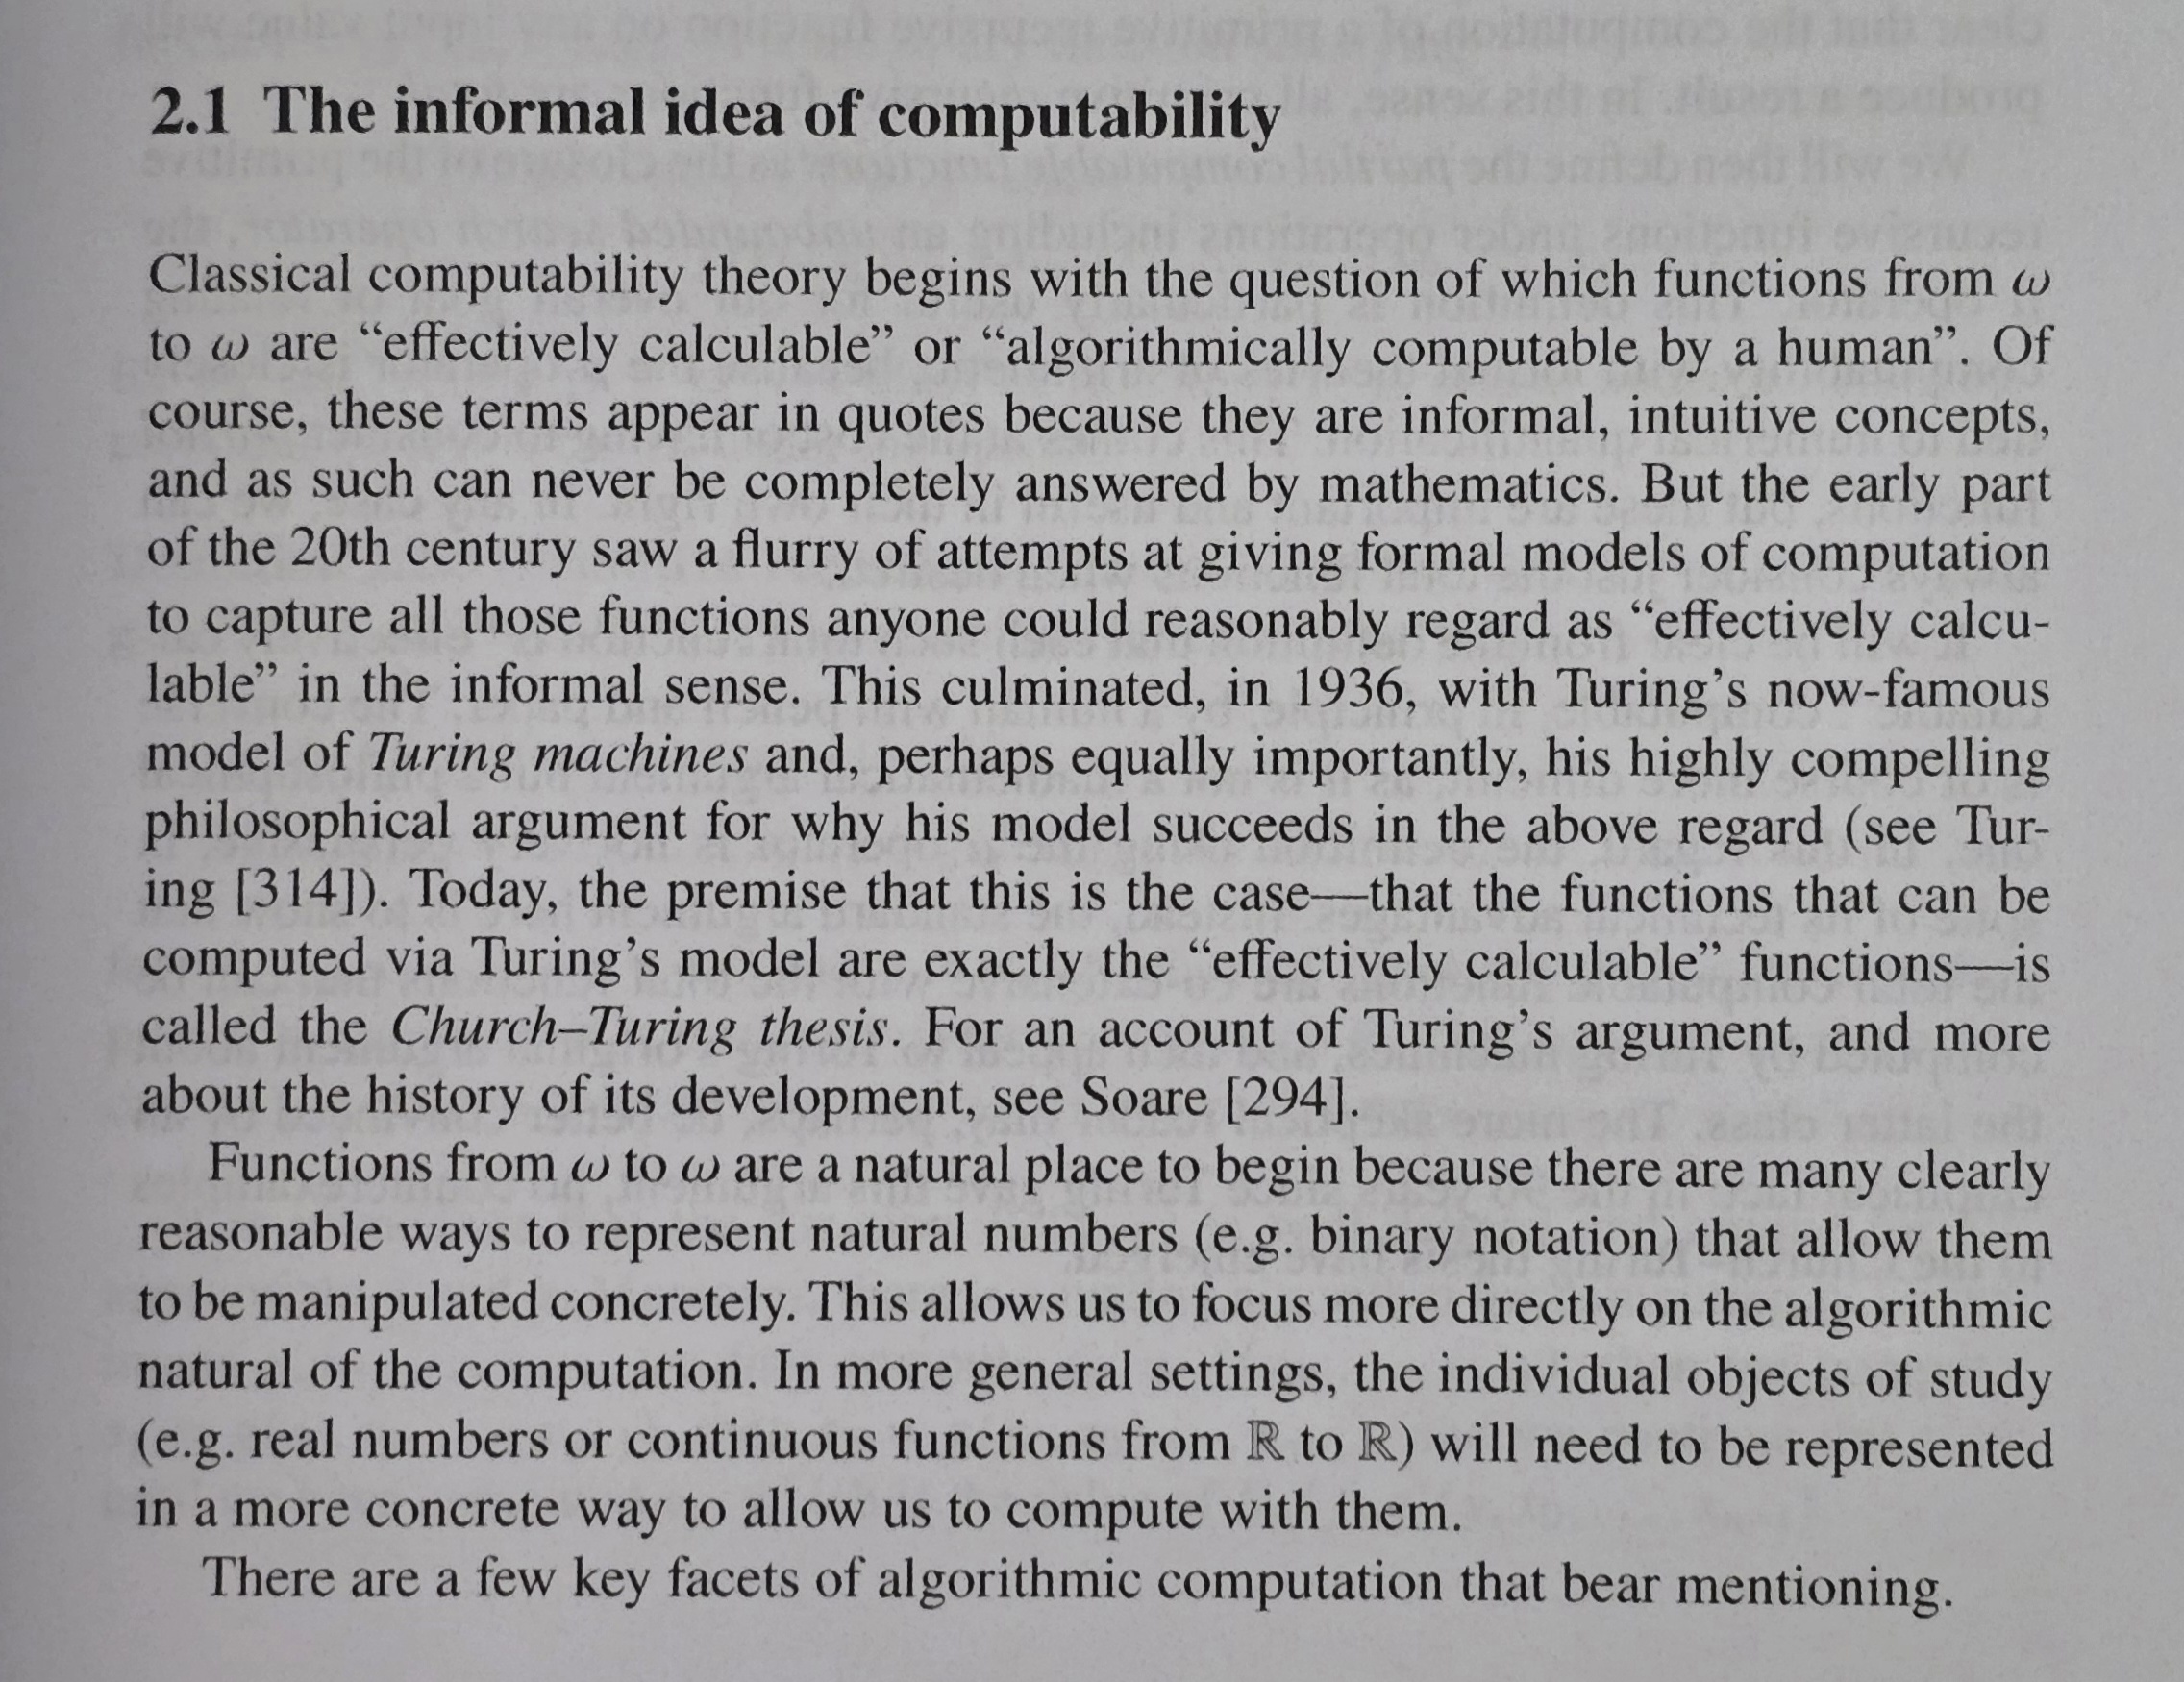 2.1 The informal idea of computability
Classical computability theory begins with the question of which functions from ω
to ω are “effectively calculable” or “algorithmically computable by a human”. Of
course, these terms appear in quotes because they are informal, intuitive concepts,
and as such can never be completely answered by mathematics. But the early part
of the 20th century saw a flurry of attempts at giving formal models of computation
to capture all those functions anyone could reasonably regard as “effectively calcu-
lable” in the informal sense. This culminated, in 1936, with Turing’s now-famous
model of Turing machines and, perhaps equally importantly, his highly compelling
philosophical argument for why his model succeeds in the above regard (see Tur-
ing [314]). Today, the premise that this is the case—that the functions that can be
computed via Turing’s model are exactly the “effectively calculable” functions—is
called the Church–Turing thesis. For an account of Turing’s argument, and more
about the history of its development, see Soare [294].
Functions from ω to ω are a natural place to begin because there are many clearly
reasonable ways to represent natural numbers (e.g. binary notation) that allow them
to be manipulated concretely. This allows us to focus more directly on the algorithmic
natural of the computation. In more general settings, the individual objects of study
(e.g. real numbers or continuous functions from ℝ to ℝ) will need to be represented
in a more concrete way to allow us to compute with them.
There are a few key facets of algorithmic computation that bear mentioning.